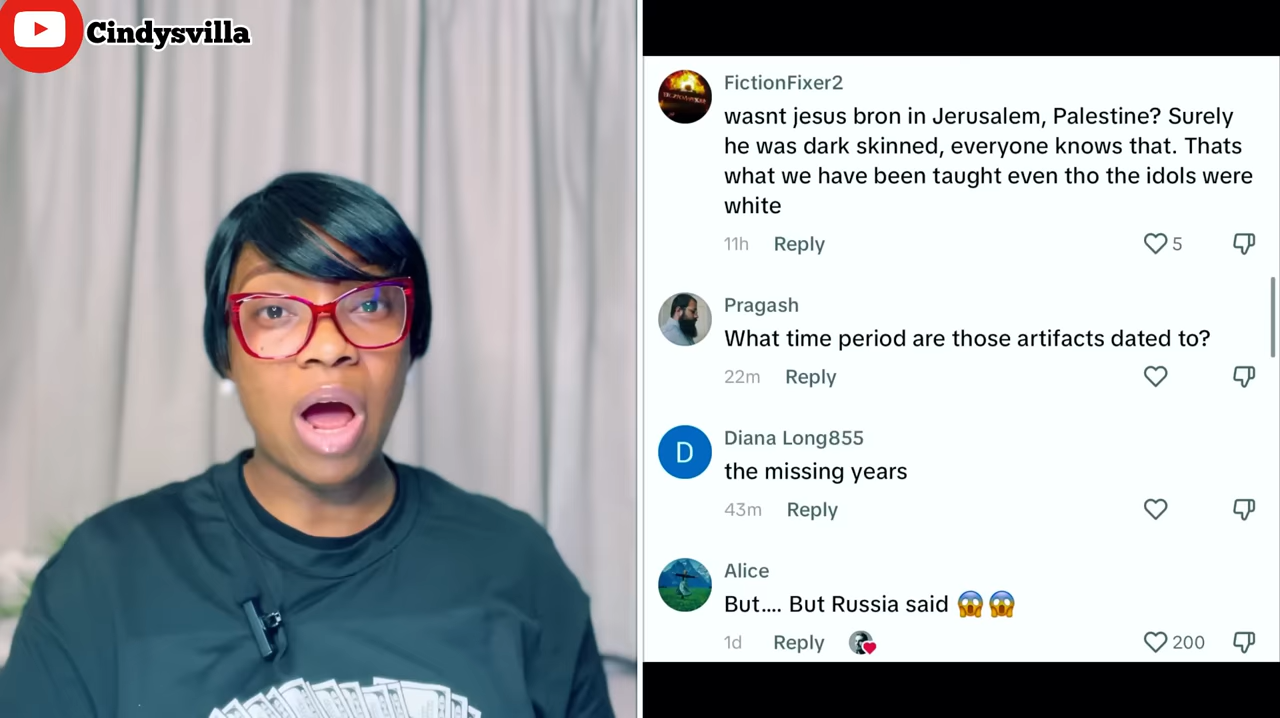 Cindysvilla
FictionFixer2
wasnt jesus bron in Jerusalem, Palestine? Surely
he was dark skinned, everyone knows that. Thats
what we have been taught even tho the idols were
white
11h Reply 5
Pragash
What time period are those artifacts dated to?
22m Reply
D
Diana Long855
the missing years
43m Reply
Alice
But.... But Russia said 😱😱
1d Reply 200